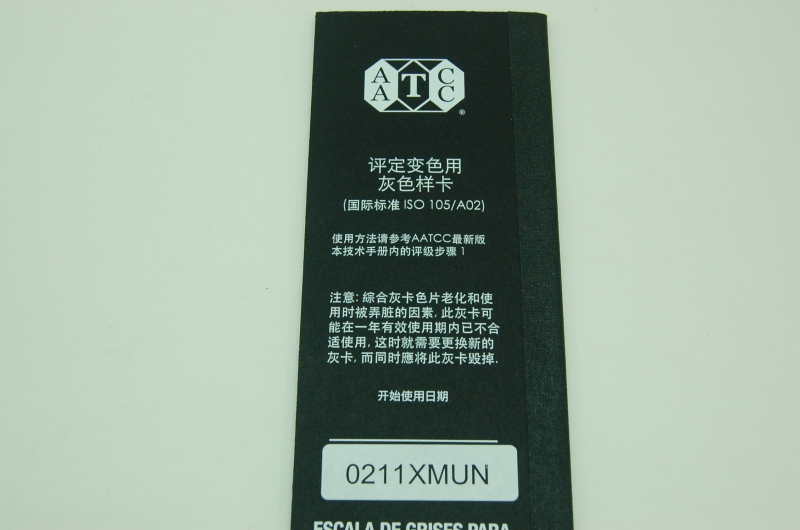 A
A
T
C
C
®
评定变色用
灰色样卡
(国际标准 ISO 105/A02)
使用方法请参考AATCC最新版
本技术手册内的评级步骤 1
注意: 綜合灰卡色片老化和使
用时被弄脏的因素, 此灰卡可
能在一年有效使用期内已不合
适使用, 这时就需要更换新的
灰卡, 而同时應将此灰卡毁掉.
开始使用日期
0211XMUN
ESCALA DE GRISES PARA